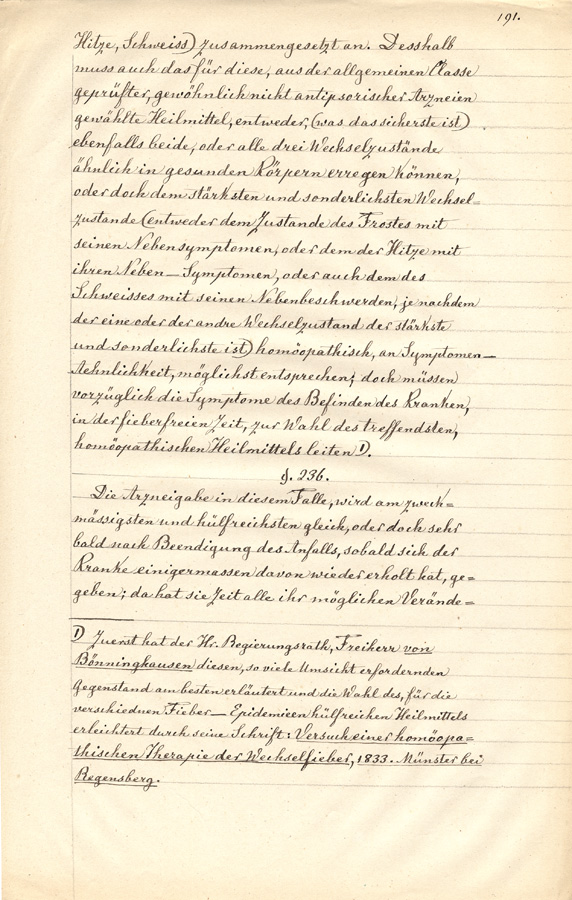 191.
Hitze, Schweiss) zusammengesetzt an. Desshalb
muss auch das für diese, aus der allgemeinen Classe
geprüfter, gewöhnlich nicht antipsorischer Arzneien
gewählte Heilmittel, entweder, (was das sicherste ist)
ebenfalls beide, oder alle drei Wechselzustände
ähnlich in gesunden Körpern erregen können,
oder doch dem stärksten und sonderlichsten Wechsel=
zustande (entweder dem Zustande des Frostes mit
seinen Nebensymptomen, oder dem der Hitze mit
ihren Neben-Symptomen, oder auch dem des
Schweisses mit seinen Nebenbeschwerden, je nachdem
der eine oder der andre Wechselzustand der stärkste
und sonderlichste ist) homöopathisch, an Symptomen-
Aehnlichkeit, möglichst entsprechen; doch müssen
vorzüglich die Symptome des Befinden des Kranken,
in der fieberfreien Zeit, zur Wahl des treffendsten,
homöopathischen Heilmittels leiten 1).
§. 236.
Die Arzneigabe in diesem Falle, wird am zweck=
mässigsten und hülfreichsten gleich, oder doch sehr
bald nach Beendigung des Anfalls, sobald sich der
Kranke einigermassen davon wieder erholt hat, ge=
geben; da hat sie Zeit alle ihr möglichen Verände=
1) Zuerst hat der Hr. Regierungsrath, Freiherr von
Bönninghausen diesen, so viele Umsicht erfordernden
Gegenstand am besten erläutert und die Wahl des, für die
verschiednen Fieber-Epidemieen hülfreichen Heilmittels
erleichtert durch seine Schrift: Versuch einer homöopa=
thischen Therapie der Wechselfieber, 1833. Münster bei
Regensberg.